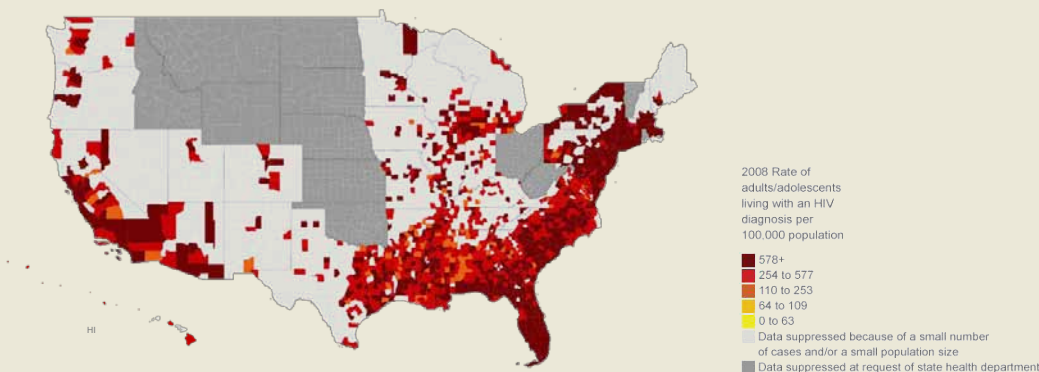 HI
2008 Rate of
adults/adolescents
living with an HIV
diagnosis per
100,000 population
578+
254 to 577
110 to 253
64 to 109
0 to 63
Data suppressed because of a small number
of cases and/or a small population size
Data suppressed at request of state health department